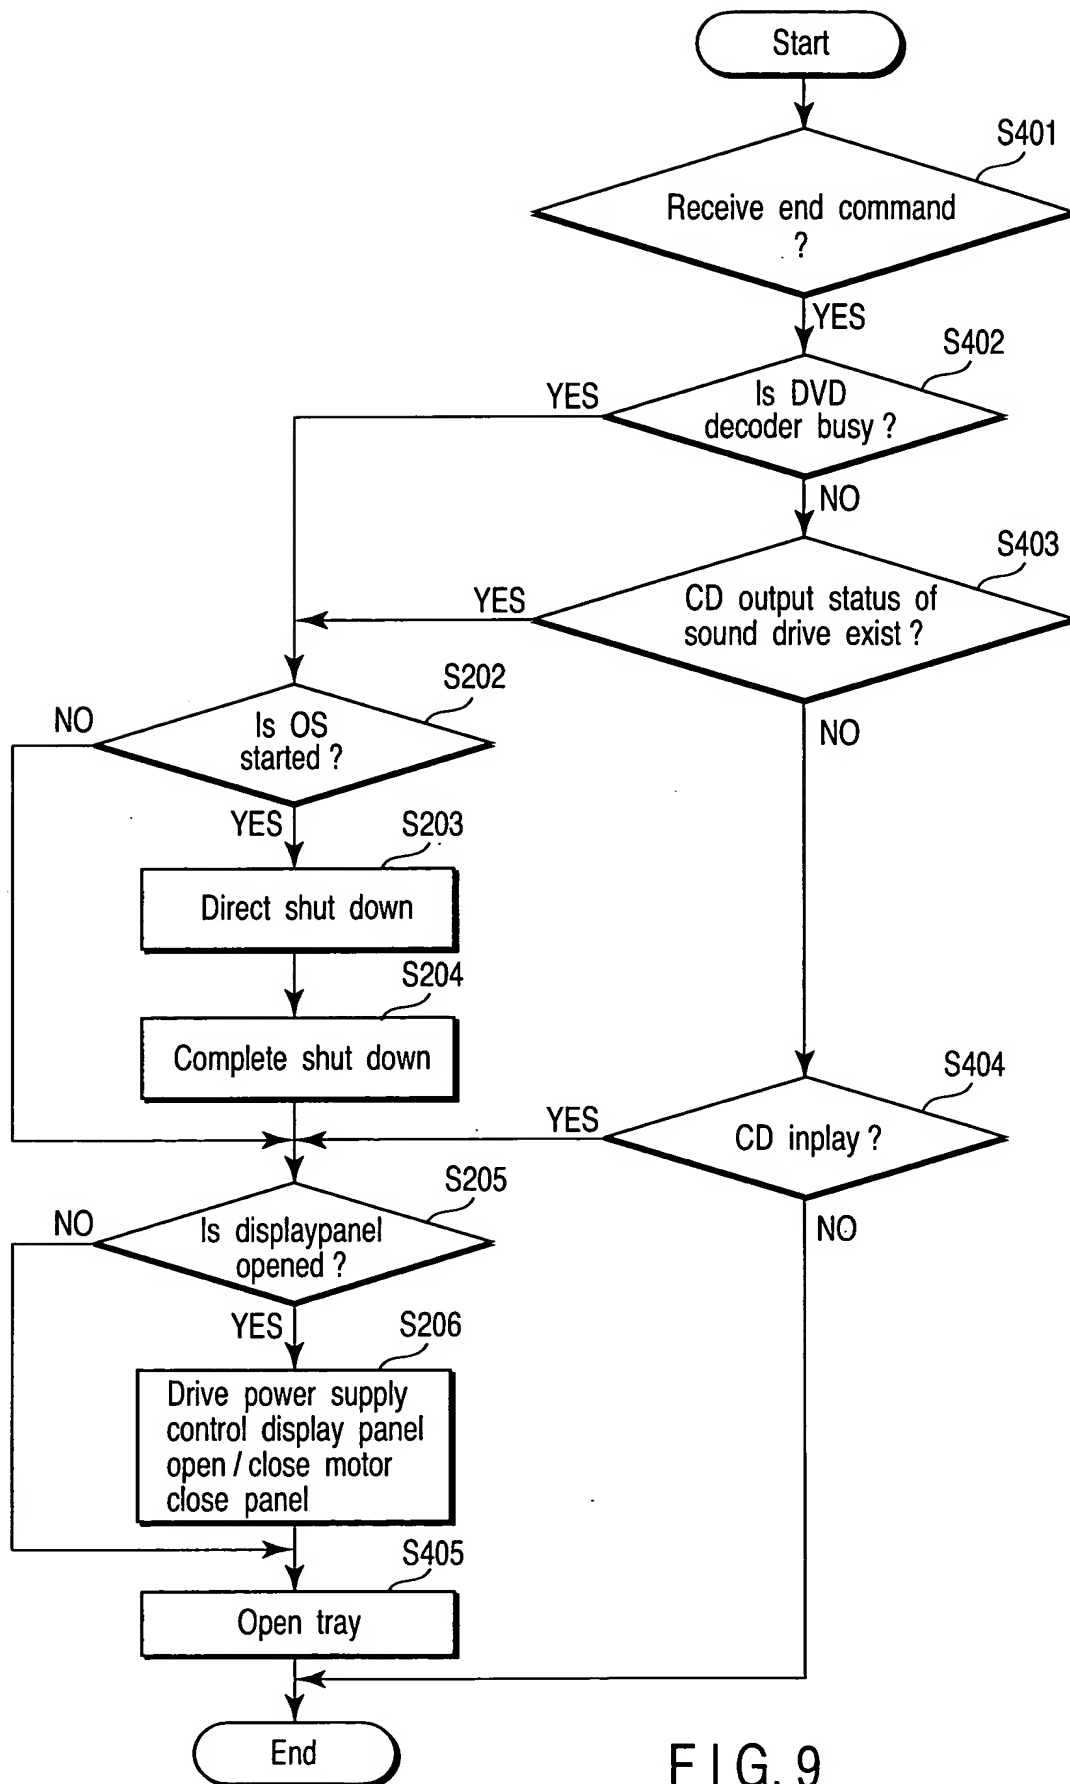 Start
S401
Receive end command
?
YES
S402
YES
Is DVD
decoder busy ?
NO
S403
YES
CD output status of
sound drive exist ?
NO
S202
NO
Is OS
started ?
YES
S203
Direct shut down
S204
Complete shut down
S404
YES
CD inplay ?
NO
S205
NO
Is displaypanel
opened ?
YES
S206
Drive power supply
control display panel
open / close motor
close panel
S405
Open tray
End
FIG. 9